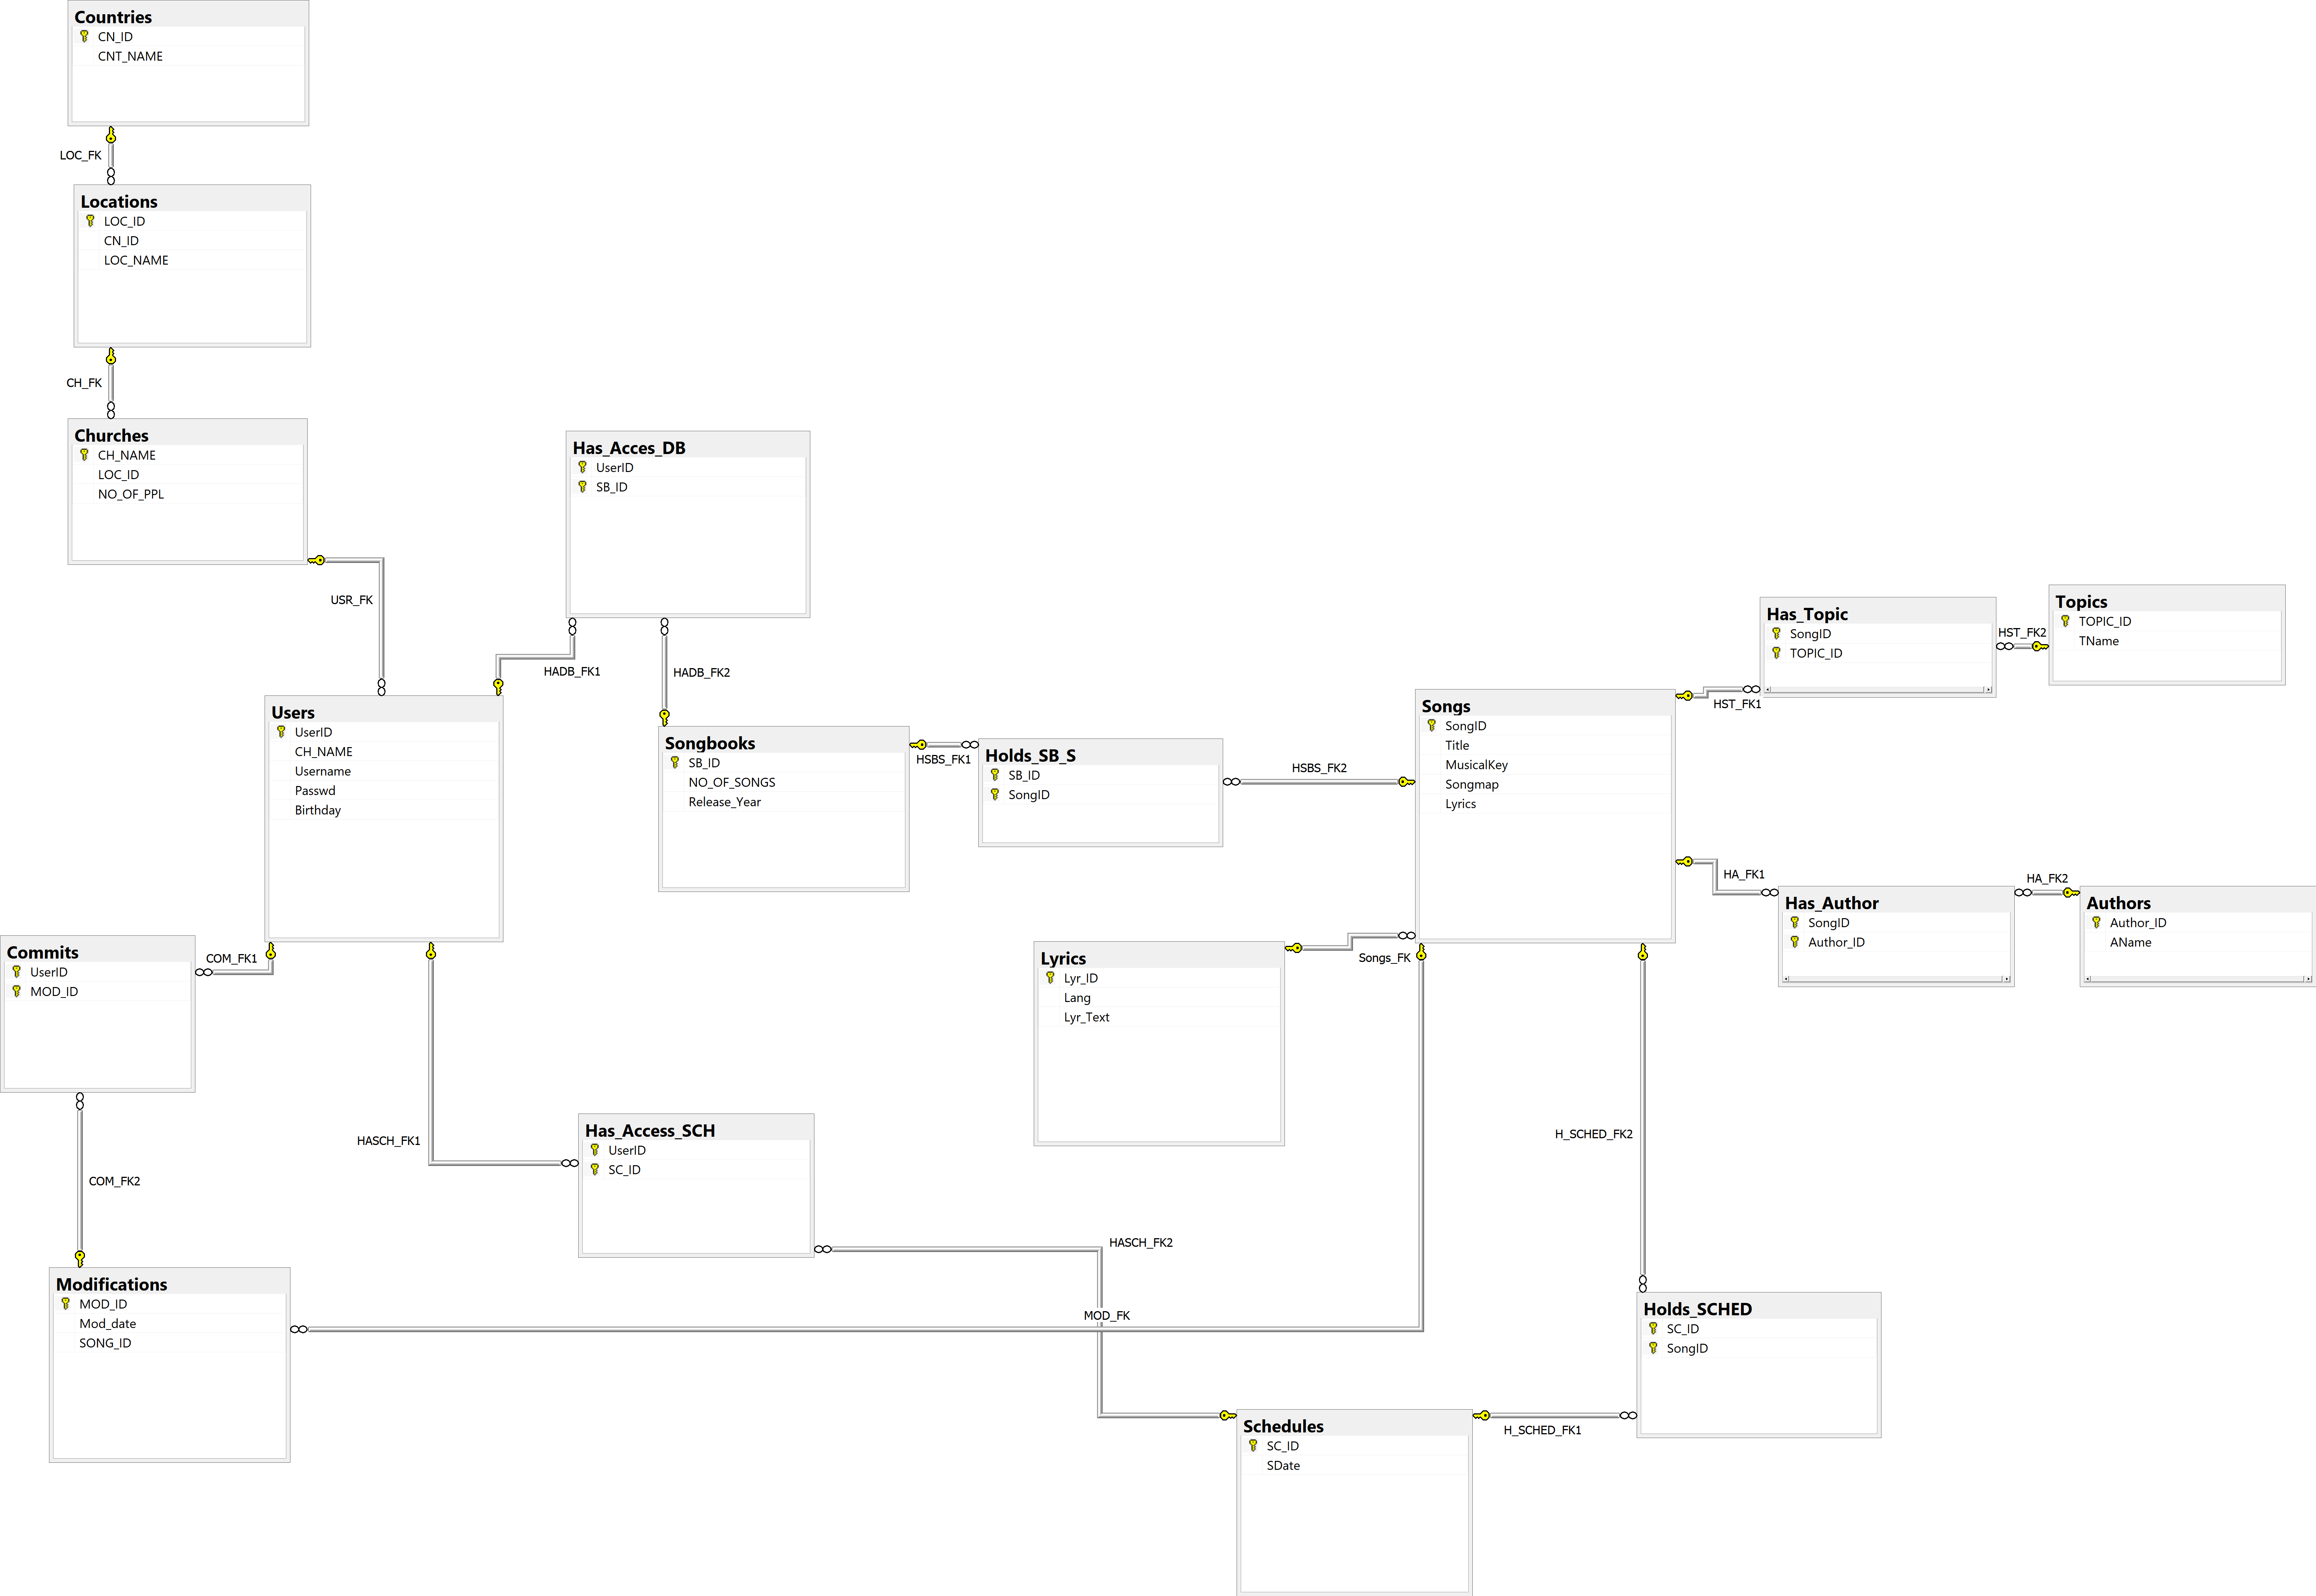 Countries
CN_ID
CNT_NAME
LOC_FK
Locations
LOC_ID
CN_ID
LOC_NAME
CH_FK
Churches
CH_NAME
LOC_ID
NO_OF_PPL
USR_FK
Has_Acces_DB
UserID
SB_ID
HADB_FK1
HADB_FK2
Users
UserID
CH_NAME
Username
Passwd
Birthday
Songbooks
SB_ID
NO_OF_SONGS
Release_Year
HSBS_FK1
Holds_SB_S
SB_ID
SongID
HSBS_FK2
Songs
SongID
Title
MusicalKey
Songmap
Lyrics
HST_FK1
Has_Topic
SongID
TOPIC_ID
HST_FK2
Topics
TOPIC_ID
TName
HA_FK1
Has_Author
SongID
Author_ID
HA_FK2
Authors
Author_ID
AName
Songs_FK
Lyrics
Lyr_ID
Lang
Lyr_Text
Commits
UserID
MOD_ID
COM_FK1
COM_FK2
HASCH_FK1
Has_Access_SCH
UserID
SC_ID
HASCH_FK2
H_SCHED_FK2
Modifications
MOD_ID
Mod_date
SONG_ID
MOD_FK
Holds_SCHED
SC_ID
SongID
H_SCHED_FK1
Schedules
SC_ID
SDate